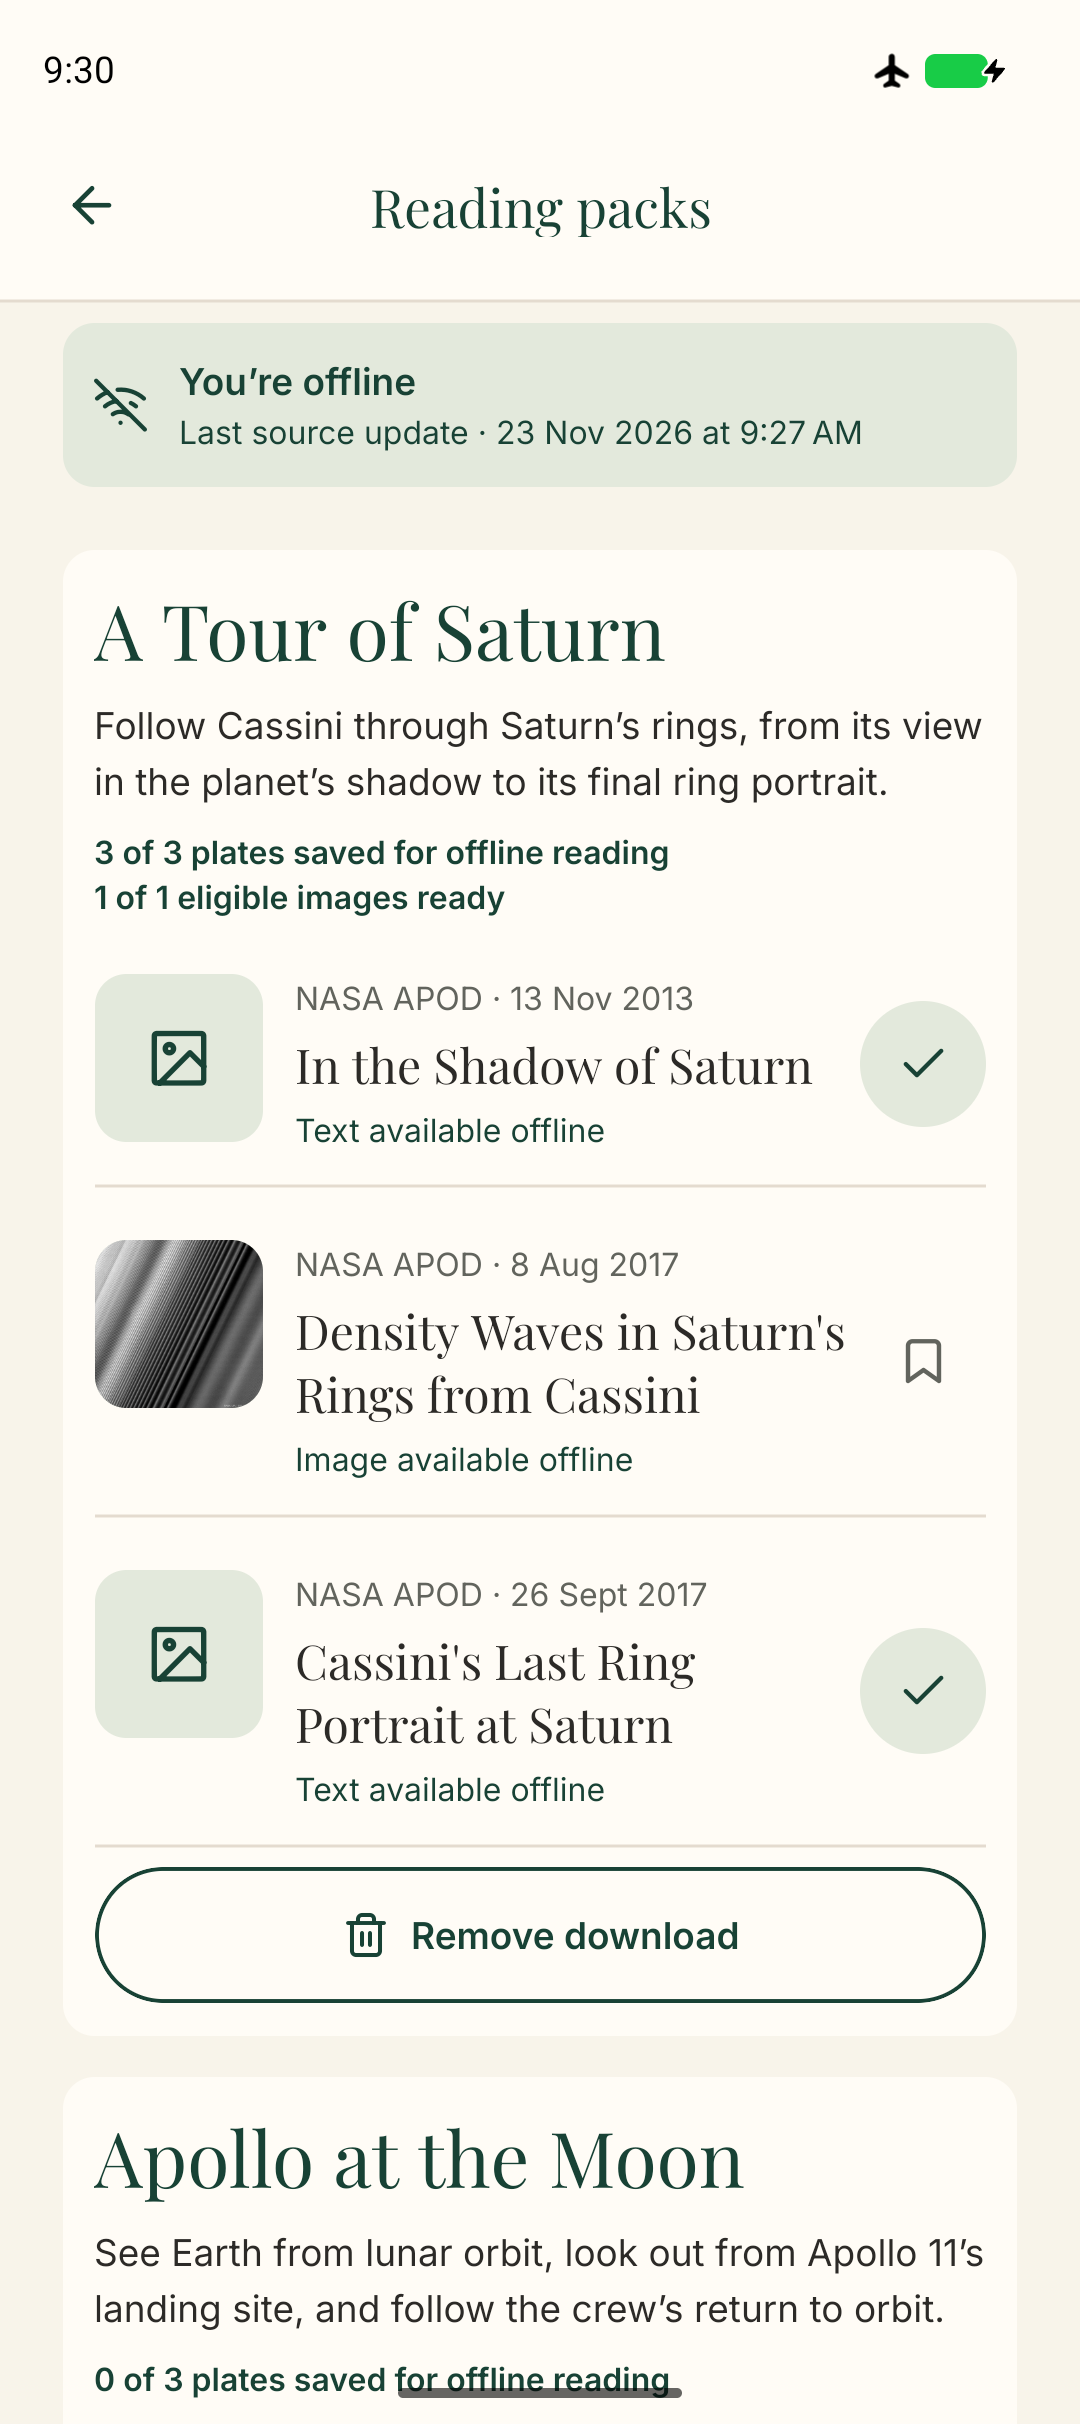 9:30
Reading packs
You’re offline
Last source update · 23 Nov 2026 at 9:27 AM
A Tour of Saturn
Follow Cassini through Saturn’s rings, from its view
in the planet’s shadow to its final ring portrait.
3 of 3 plates saved for offline reading
1 of 1 eligible images ready
NASA APOD · 13 Nov 2013
In the Shadow of Saturn
Text available offline
NASA APOD · 8 Aug 2017
Density Waves in Saturn's
Rings from Cassini
Image available offline
NASA APOD · 26 Sept 2017
Cassini's Last Ring
Portrait at Saturn
Text available offline
Remove download
Apollo at the Moon
See Earth from lunar orbit, look out from Apollo 11’s
landing site, and follow the crew’s return to orbit.
0 of 3 plates saved for offline reading